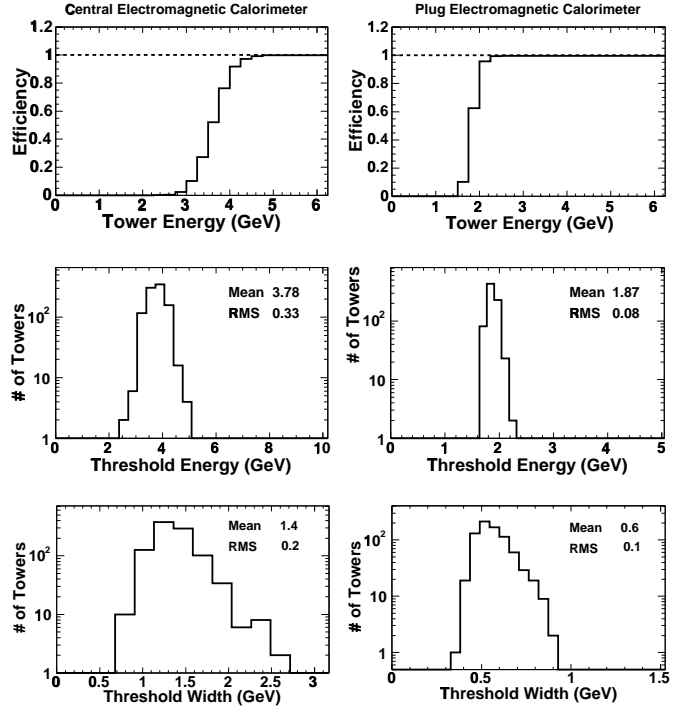 Central Electromagnetic Calorimeter
Plug Electromagnetic Calorimeter
Efficiency
1.2
1
0.8
0.6
0.4
0.2
0
0 1 2 3 4 5 6
Tower Energy (GeV)
Efficiency
1.2
1
0.8
0.6
0.4
0.2
0
0 1 2 3 4 5 6
Tower Energy (GeV)
# of Towers
10²
10
1
Mean 3.78
RMS 0.33
0 2 4 6 8 10
Threshold Energy (GeV)
# of Towers
10²
10
1
Mean 1.87
RMS 0.08
0 1 2 3 4 5
Threshold Energy (GeV)
# of Towers
10²
10
1
Mean 1.4
RMS 0.2
0 0.5 1 1.5 2 2.5 3
Threshold Width (GeV)
# of Towers
10²
10
1
Mean 0.6
RMS 0.1
0 0.5 1 1.5
Threshold Width (GeV)